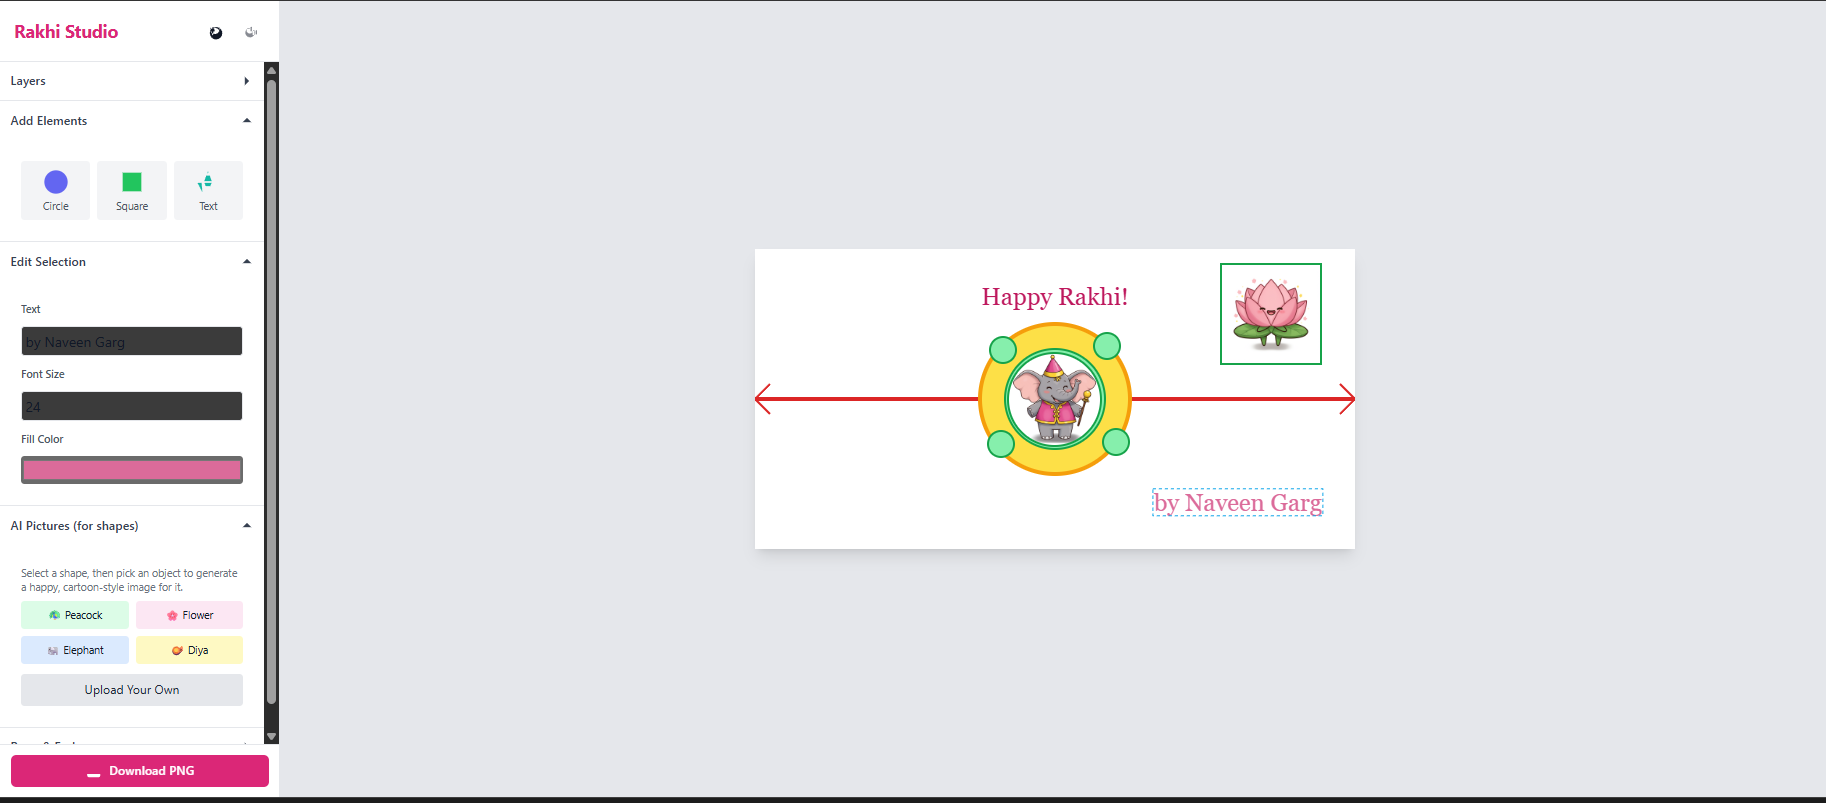 Rakhi Studio
Layers
Add Elements
Circle
Square
Text
Edit Selection
Text
by Naveen Garg
Font Size
24
Fill Color
AI Pictures (for shapes)
Select a shape, then pick an object to generate
a happy, cartoon-style image for it.
Peacock
Flower
Elephant
Diya
Upload Your Own
Download PNG
Happy Rakhi!
by Naveen Garg